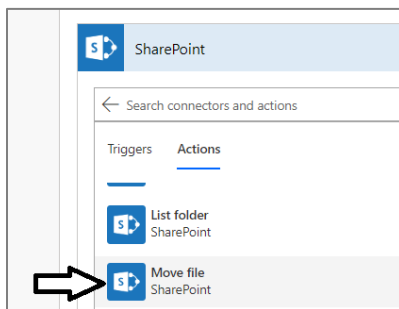 SharePoint
Search connectors and actions
Triggers Actions
List folder
SharePoint
Move file
SharePoint